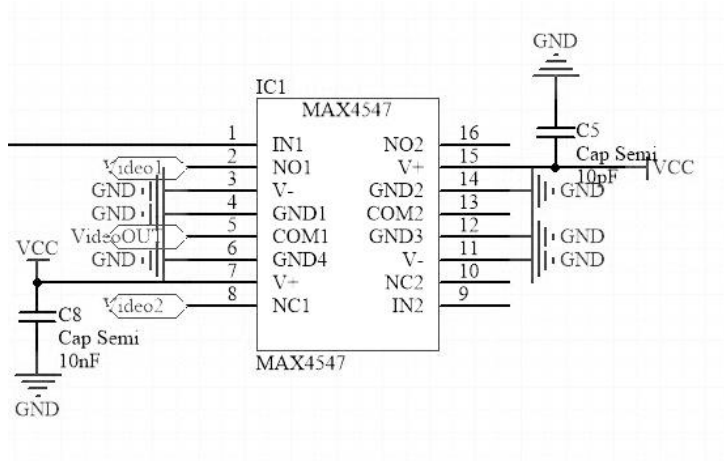 GND
IC1
MAX4547
1 IN1 NO2 16
C5
Video1 2 NO1 V+ 15 Cap Semi VCC
GND 3 V- GND2 14 10pF GND
GND 4 GND1 COM2 13
VideoOUT 5 COM1 GND3 12 GND
VCC GND 6 GND4 V- 11 GND
7 V+ NC2 10
Video2 8 NC1 IN2 9
C8
Cap Semi
10nF
MAX4547
GND